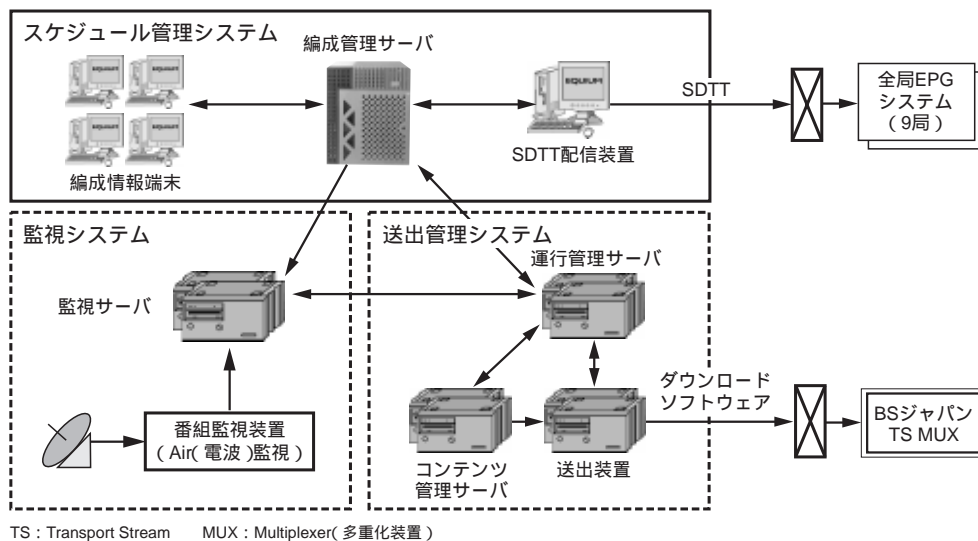 スケジュール管理システム
編成管理サーバ
EQUIUM
EQUIUM
EQUIUM
EQUIUM
EQUIUM
編成情報端末
SDTT配信装置
SDTT
全局EPG
システム
（9局）
監視システム
監視サーバ
番組監視装置
（Air(電波)監視）
送出管理システム
運行管理サーバ
コンテンツ
管理サーバ
送出装置
ダウンロード
ソフトウェア
BSジャパン
TS MUX
TS：Transport Stream　MUX：Multiplexer(多重化装置)